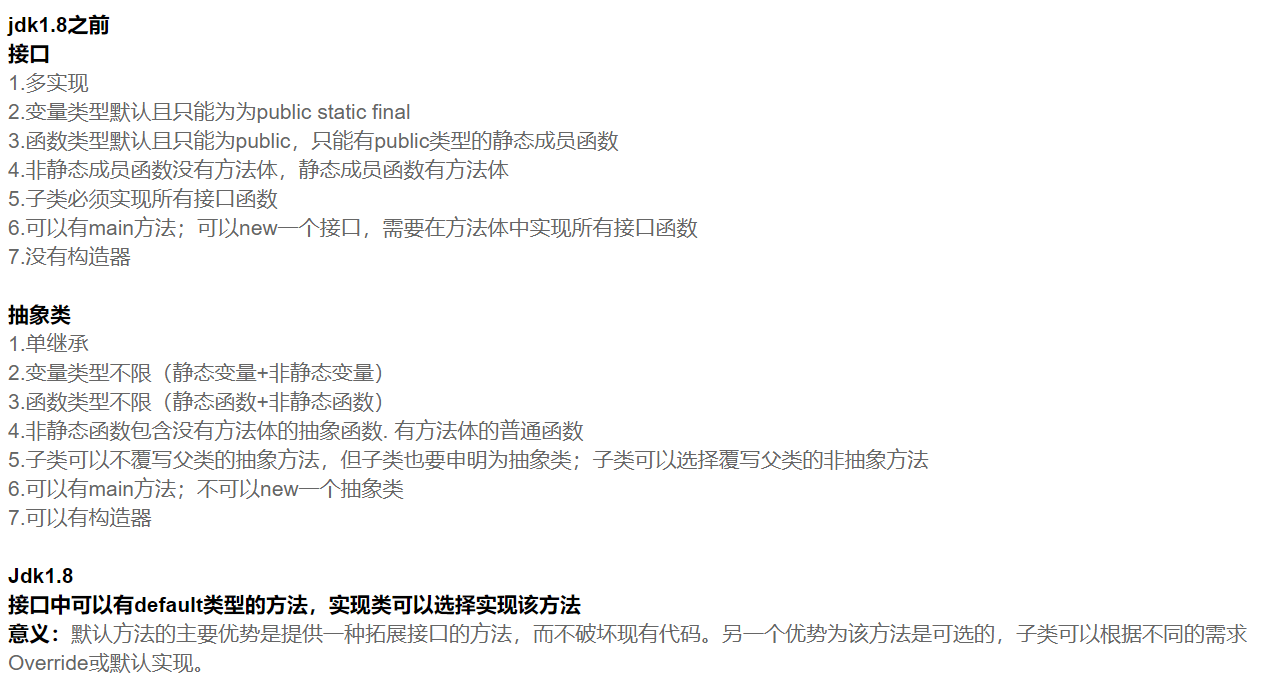 jdk1.8之前
接口
1.多实现
2.变量类型默认且只能为为public static final
3.函数类型默认且只能为public，只能有public类型的静态成员函数
4.非静态成员函数没有方法体，静态成员函数有方法体
5.子类必须实现所有接口函数
6.可以有main方法；可以new一个接口，需要在方法体中实现所有接口函数
7.没有构造器
抽象类
1.单继承
2.变量类型不限（静态变量+非静态变量）
3.函数类型不限（静态函数+非静态函数）
4.非静态函数包含没有方法体的抽象函数. 有方法体的普通函数
5.子类可以不覆写父类的抽象方法，但子类也要申明为抽象类；子类可以选择覆写父类的非抽象方法
6.可以有main方法；不可以new一个抽象类
7.可以有构造器
Jdk1.8
接口中可以有default类型的方法，实现类可以选择实现该方法
意义：默认方法的主要优势是提供一种拓展接口的方法，而不破坏现有代码。另一个优势为该方法是可选的，子类可以根据不同的需求
Override或默认实现。